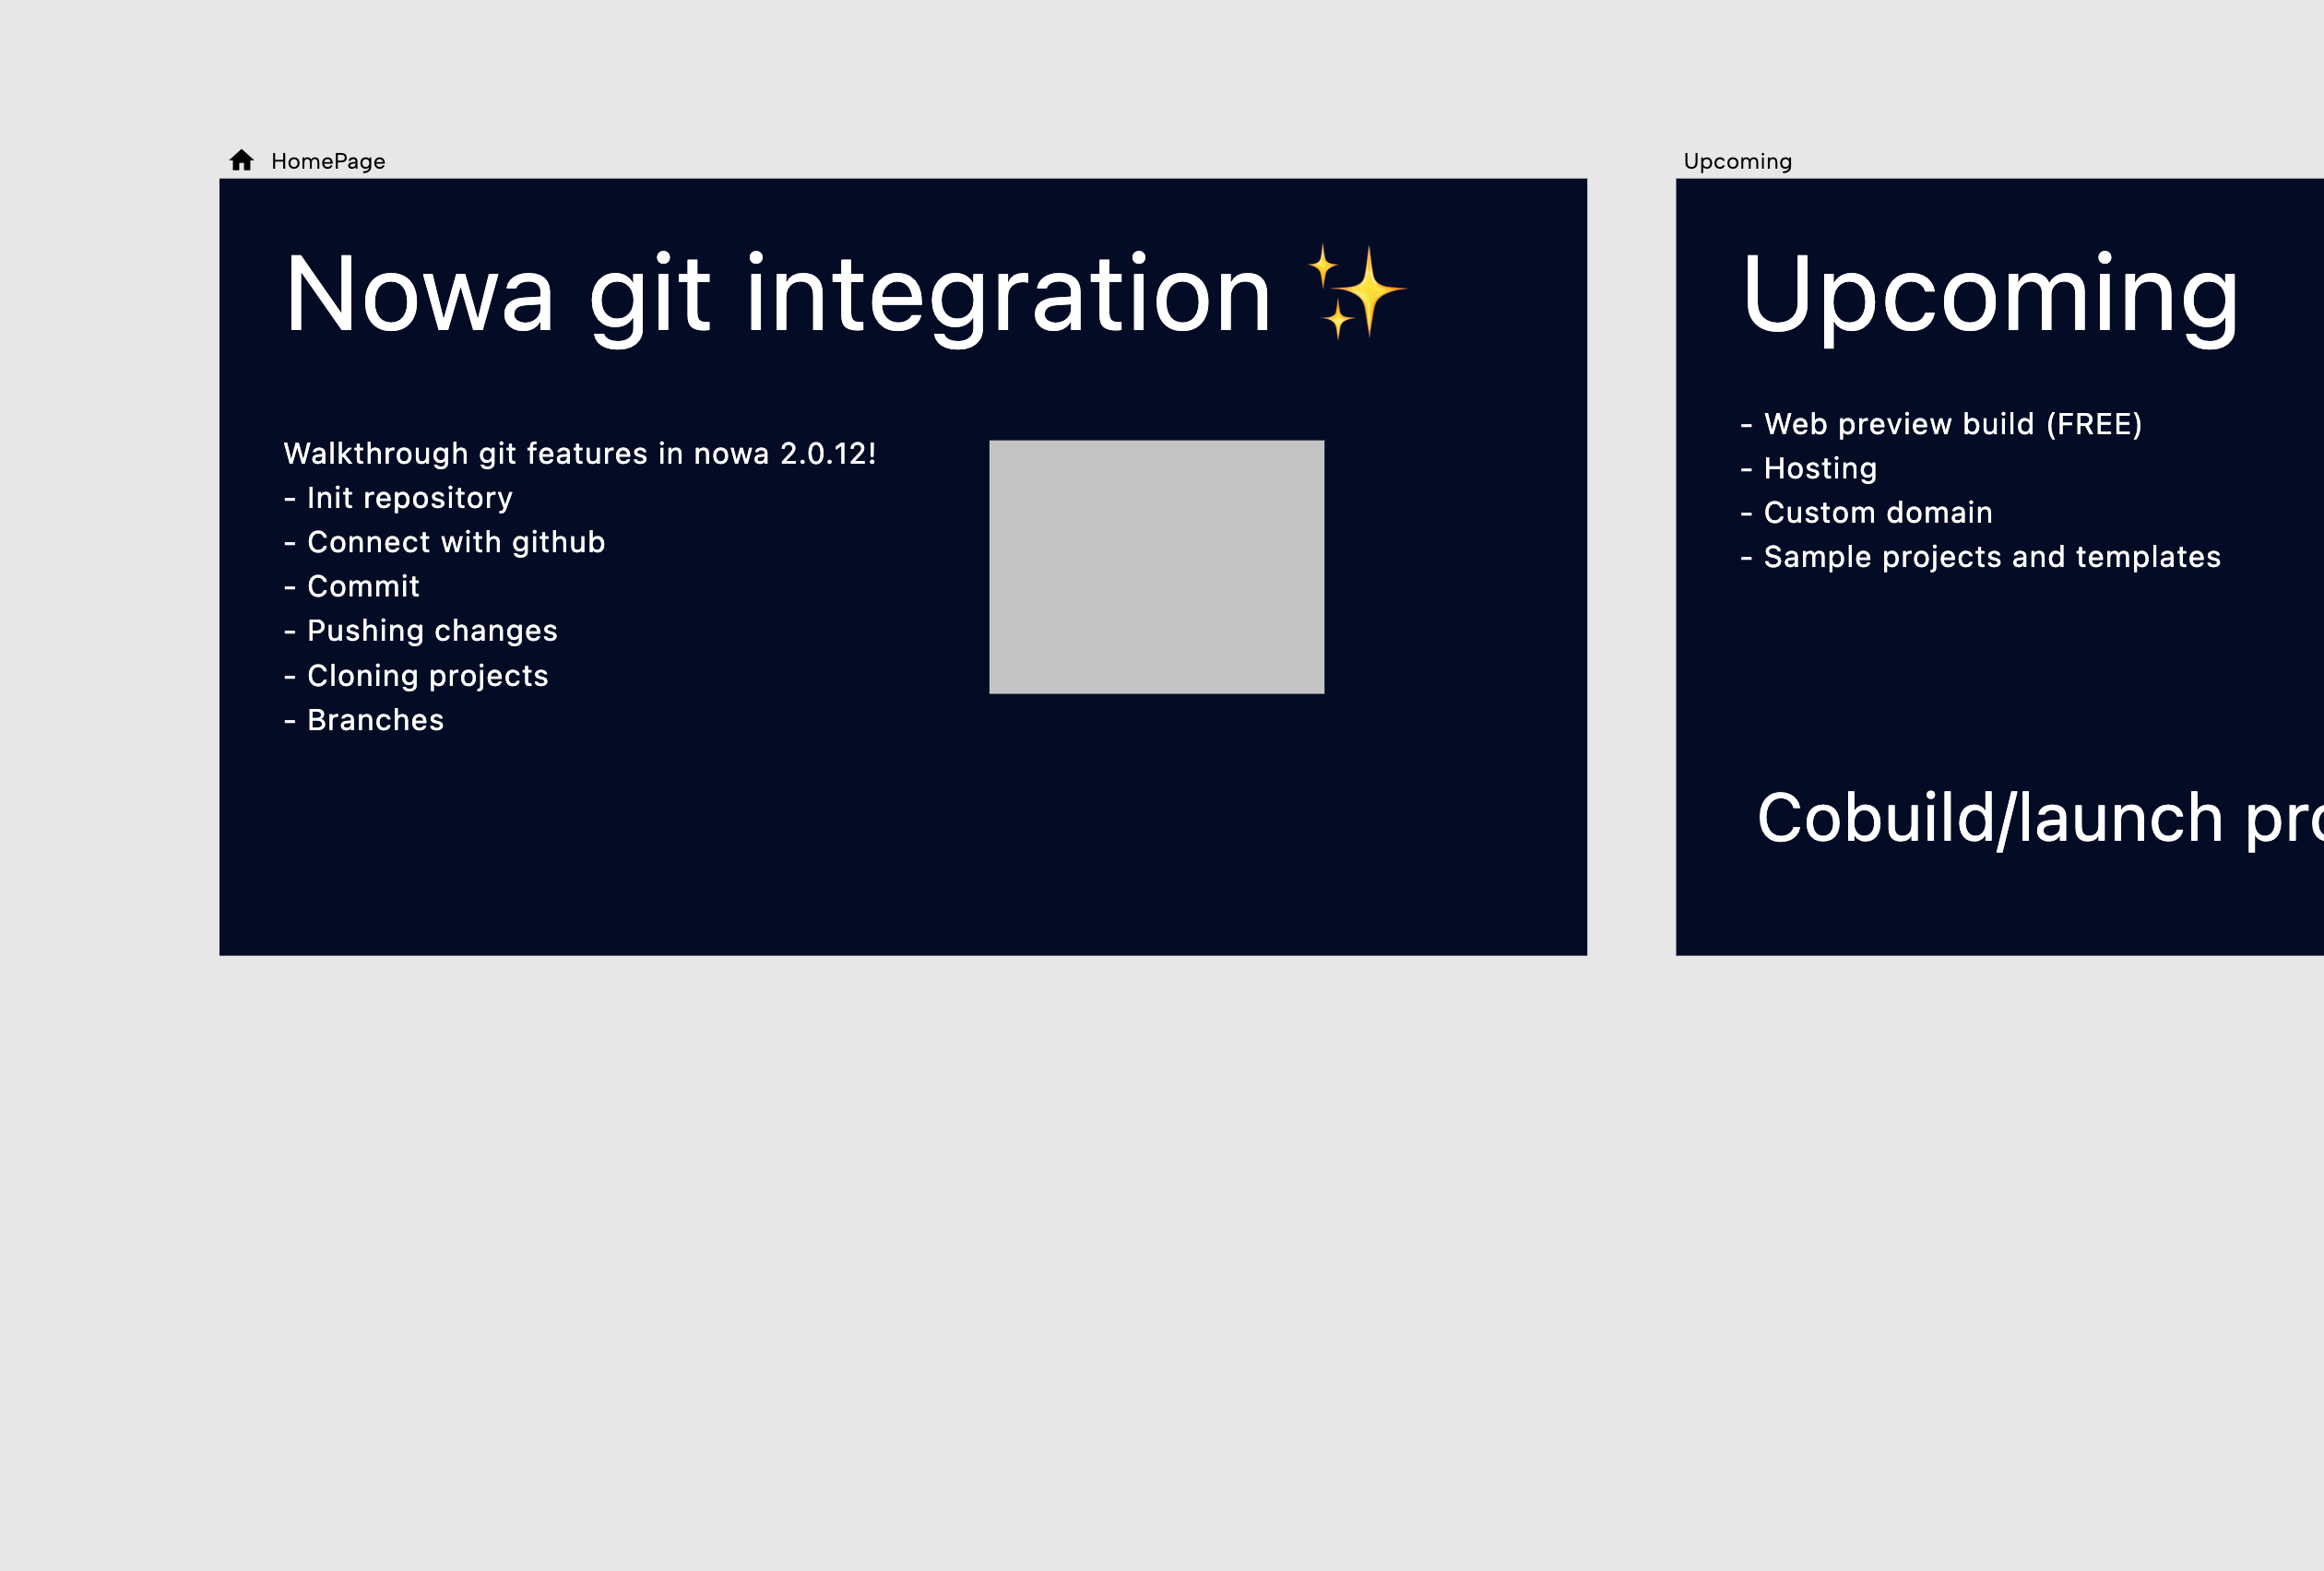 HomePage
Nowa git integration ✨
Walkthrough git features in nowa 2.0.12!
- Init repository
- Connect with github
- Commit
- Pushing changes
- Cloning projects
- Branches
Upcoming
Upcoming
- Web preview build (FREE)
- Hosting
- Custom domain
- Sample projects and templates
Cobuild/launch